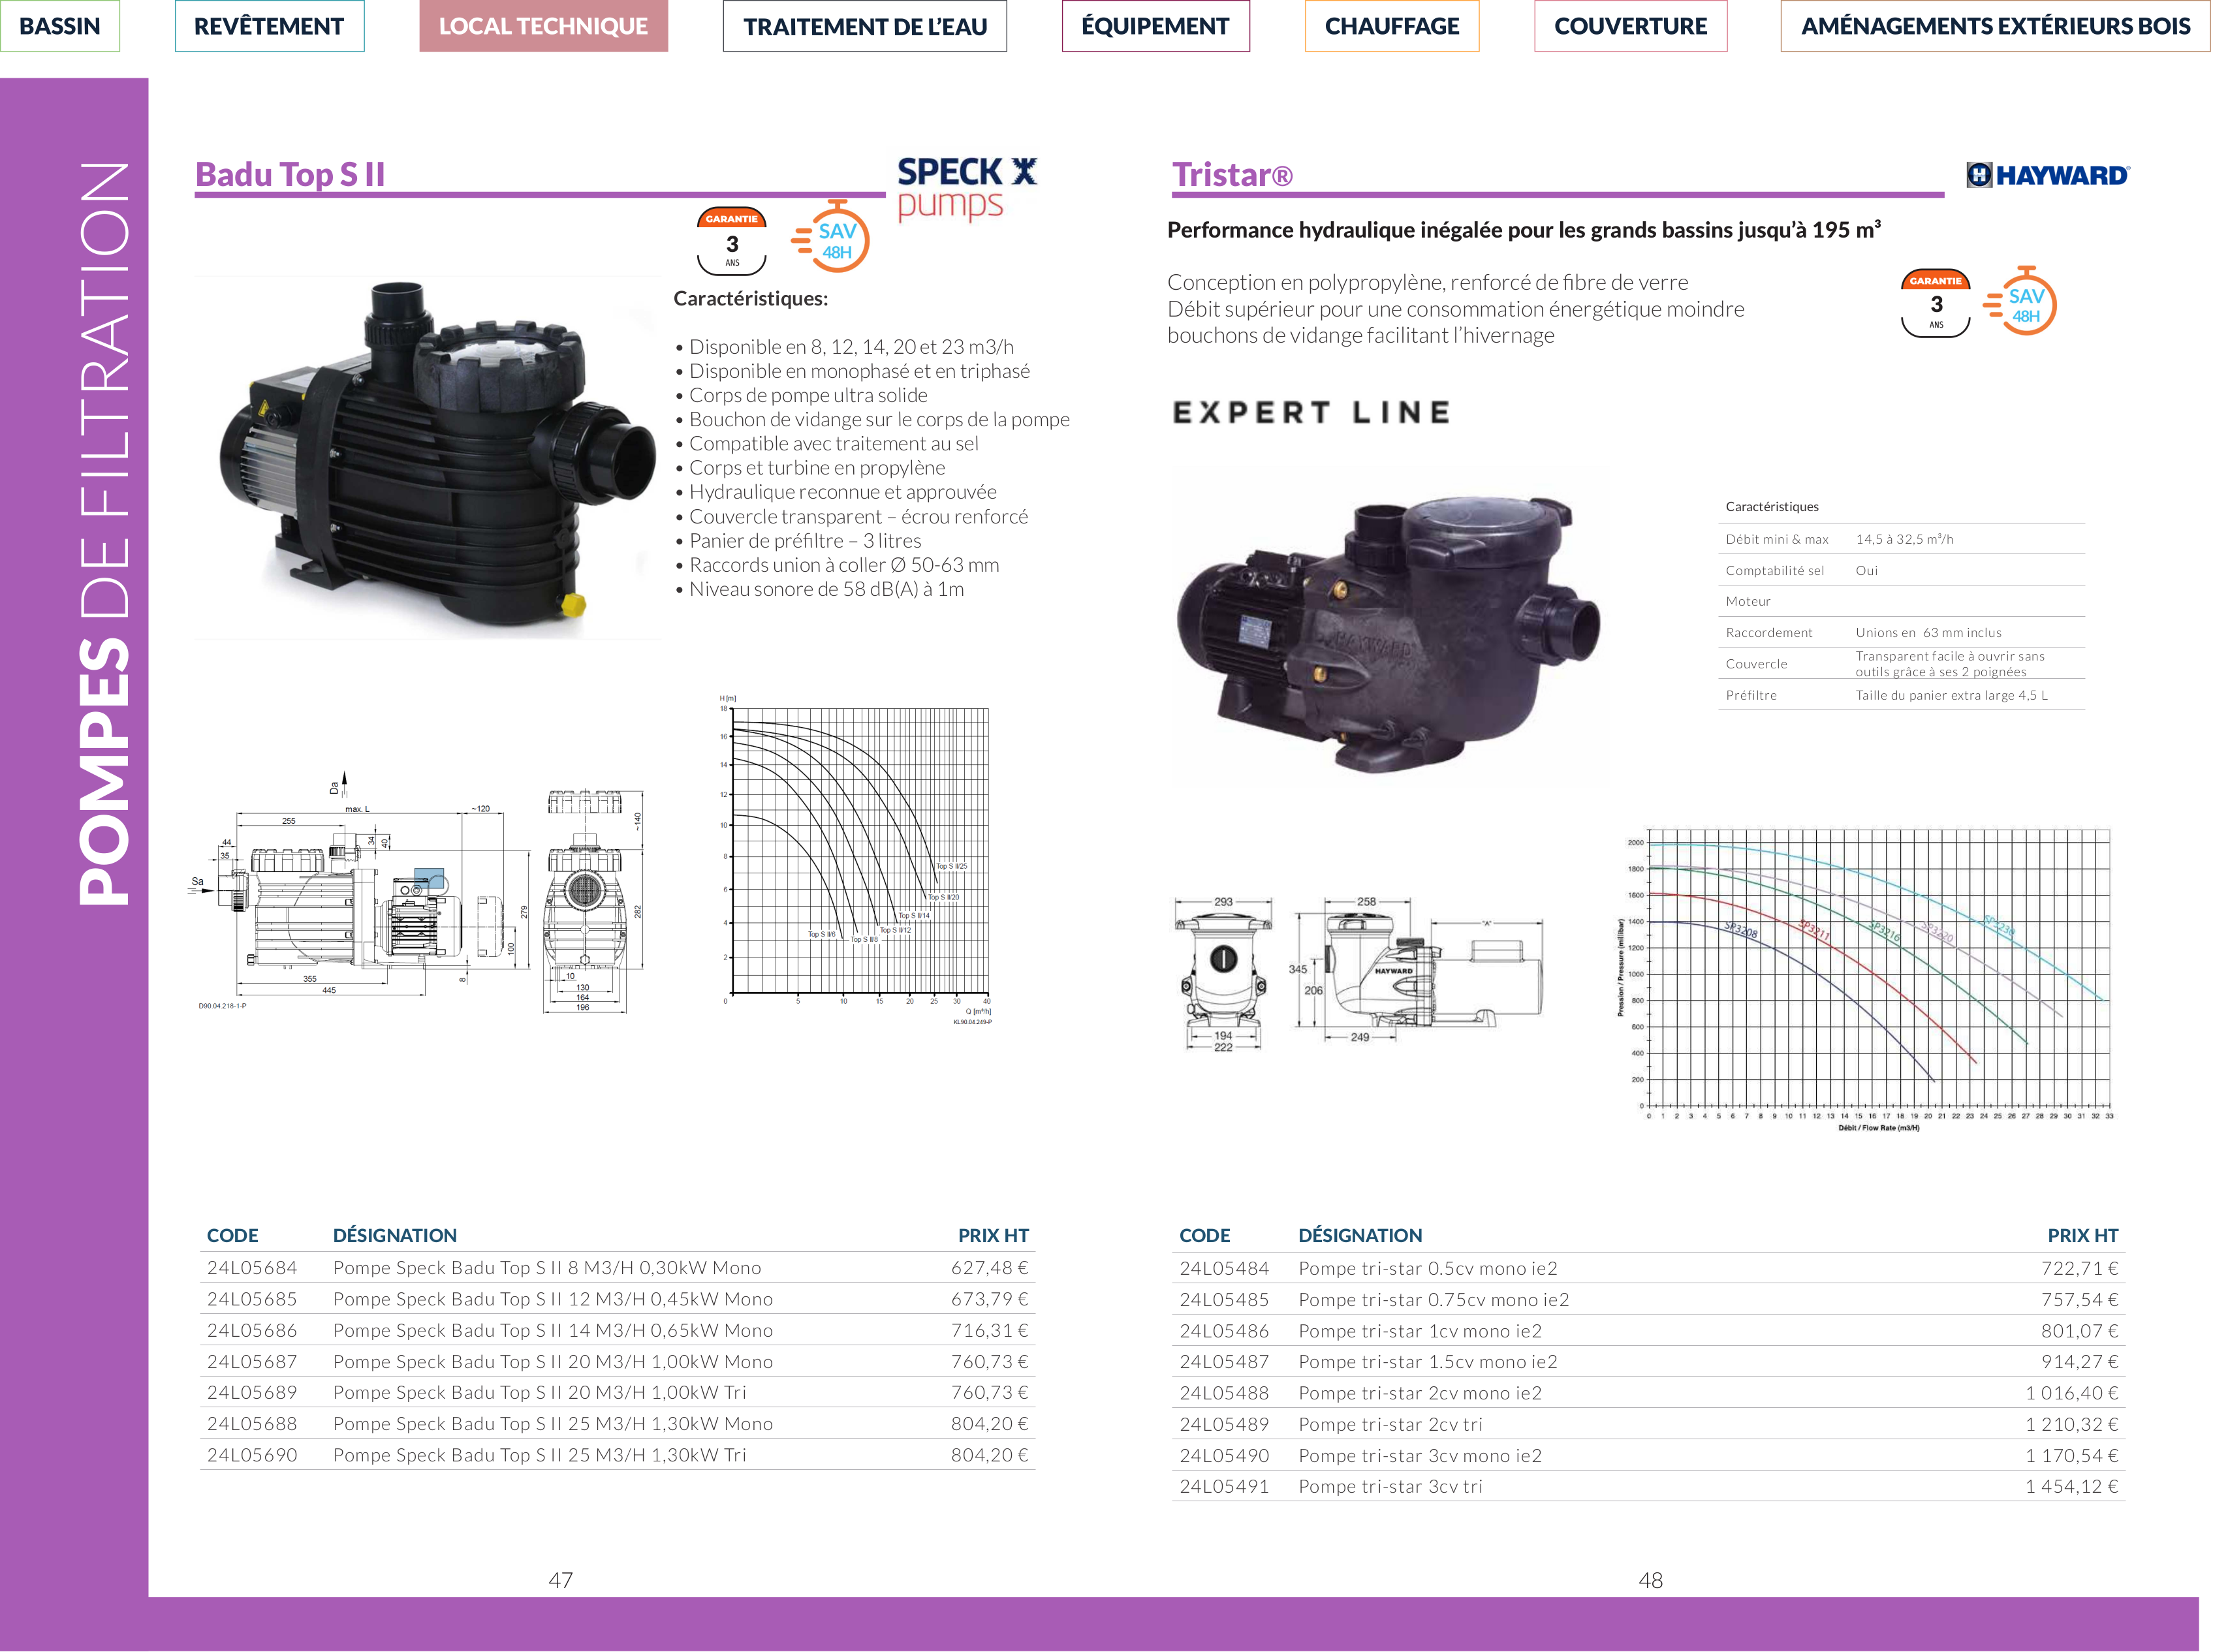 BASSIN
REVÊTEMENT
LOCAL TECHNIQUE
TRAITEMENT DE L'EAU
ÉQUIPEMENT
CHAUFFAGE
COUVERTURE
AMÉNAGEMENTS EXTÉRIEURS BOIS
POMPES DE FILTRATION
Badu Top S II
SPECK
pumps
GARANTIE
3
ANS
SAV
48H
Caractéristiques:
• Disponible en 8, 12, 14, 20 et 23 m3/h
• Disponible en monophasé et en triphasé
• Corps de pompe ultra solide
• Bouchon de vidange sur le corps de la pompe
• Compatible avec traitement au sel
• Corps et turbine en propylène
• Hydraulique reconnue et approuvée
• Couvercle transparent – écrou renforcé
• Panier de préfiltre – 3 litres
• Raccords union à coller Ø 50-63 mm
• Niveau sonore de 58 dB(A) à 1m
Da
max. L
~120
255
34
40
44
35
Sa
279
100
8
355
445
D90.04.218-1-P
~140
282
10
130
164
196
H [m]
18
16
14
12
10
8
6
4
2
0
5
10
15
20
25
30
40
Q [m³/h]
KL90.04.249-P
Top S II/25
Top S II/20
Top S II/14
Top S II/12
Top S II/8
Top S II/6
CODE DÉSIGNATION PRIX HT
24L05684 Pompe Speck Badu Top S II 8 M3/H 0,30kW Mono 627,48 €
24L05685 Pompe Speck Badu Top S II 12 M3/H 0,45kW Mono 673,79 €
24L05686 Pompe Speck Badu Top S II 14 M3/H 0,65kW Mono 716,31 €
24L05687 Pompe Speck Badu Top S II 20 M3/H 1,00kW Mono 760,73 €
24L05689 Pompe Speck Badu Top S II 20 M3/H 1,00kW Tri 760,73 €
24L05688 Pompe Speck Badu Top S II 25 M3/H 1,30kW Mono 804,20 €
24L05690 Pompe Speck Badu Top S II 25 M3/H 1,30kW Tri 804,20 €
47
Tristar®
HAYWARD®
Performance hydraulique inégalée pour les grands bassins jusqu'à 195 m³
Conception en polypropylène, renforcé de fibre de verre
Débit supérieur pour une consommation énergétique moindre
bouchons de vidange facilitant l'hivernage
GARANTIE
3
ANS
SAV
48H
EXPERT LINE
HAYWARD
Caractéristiques
Débit mini & max 14,5 à 32,5 m³/h
Comptabilité sel Oui
Moteur
Raccordement Unions en 63 mm inclus
Couvercle Transparent facile à ouvrir sans
outils grâce à ses 2 poignées
Préfiltre Taille du panier extra large 4,5 L
293
194
222
258
"A"
345
206
HAYWARD
249
Pression / Pressure (millibar)
2000
1800
1600
1400
1200
1000
800
600
400
200
0
SP3208
SP3211
SP3216
SP3220
SP3230
0 1 2 3 4 5 6 7 8 9 10 11 12 13 14 15 16 17 18 19 20 21 22 23 24 25 26 27 28 29 30 31 32 33
Débit / Flow Rate (m3/H)
CODE DÉSIGNATION PRIX HT
24L05484 Pompe tri-star 0.5cv mono ie2 722,71 €
24L05485 Pompe tri-star 0.75cv mono ie2 757,54 €
24L05486 Pompe tri-star 1cv mono ie2 801,07 €
24L05487 Pompe tri-star 1.5cv mono ie2 914,27 €
24L05488 Pompe tri-star 2cv mono ie2 1 016,40 €
24L05489 Pompe tri-star 2cv tri 1 210,32 €
24L05490 Pompe tri-star 3cv mono ie2 1 170,54 €
24L05491 Pompe tri-star 3cv tri 1 454,12 €
48